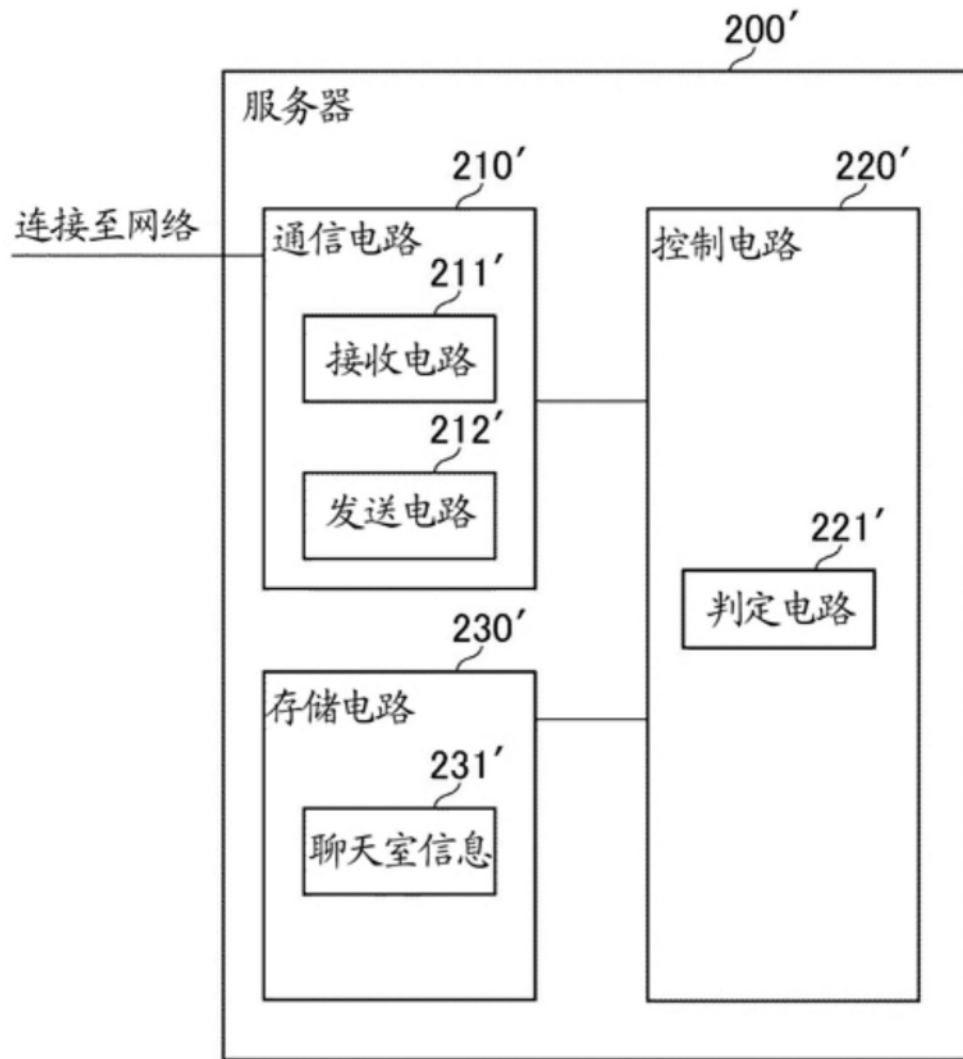 200′
服务器
210′
220′
连接至网络
通信电路
控制电路
211′
接收电路
212′
发送电路
221′
判定电路
230′
存储电路
231′
聊天室信息